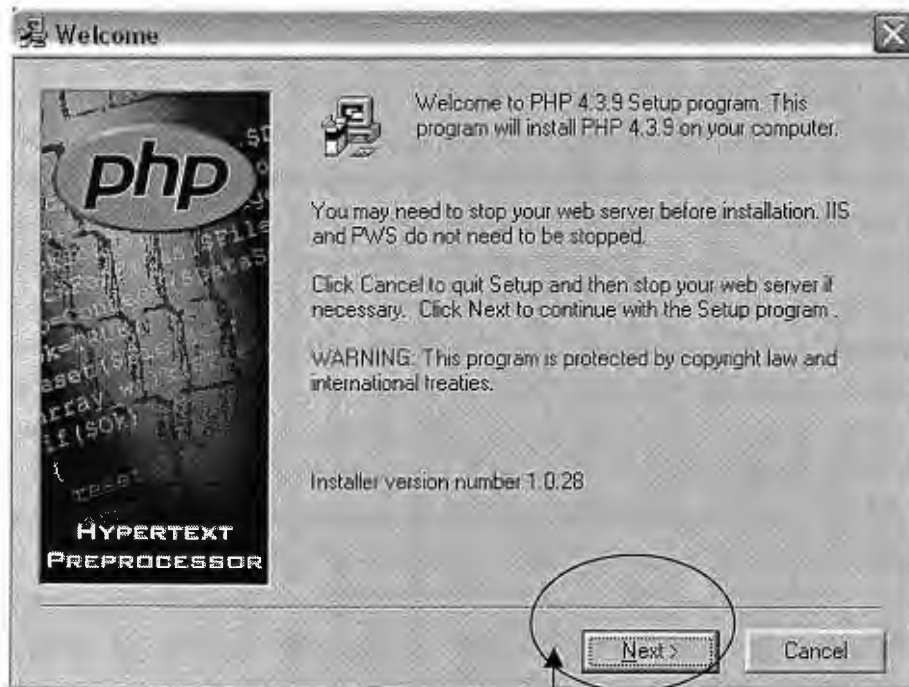 Welcome
php
Welcome to PHP 4.3.9 Setup program. This
program will install PHP 4.3.9 on your computer.
You may need to stop your web server before installation. IIS
and PWS do not need to be stopped.
Click Cancel to quit Setup and then stop your web server if
necessary. Click Next to continue with the Setup program .
WARNING: This program is protected by copyright law and
international treaties.
if($OK)
Installer version number 1.0.28
HYPERTEXT
PREPROCESSOR
Next >
Cancel